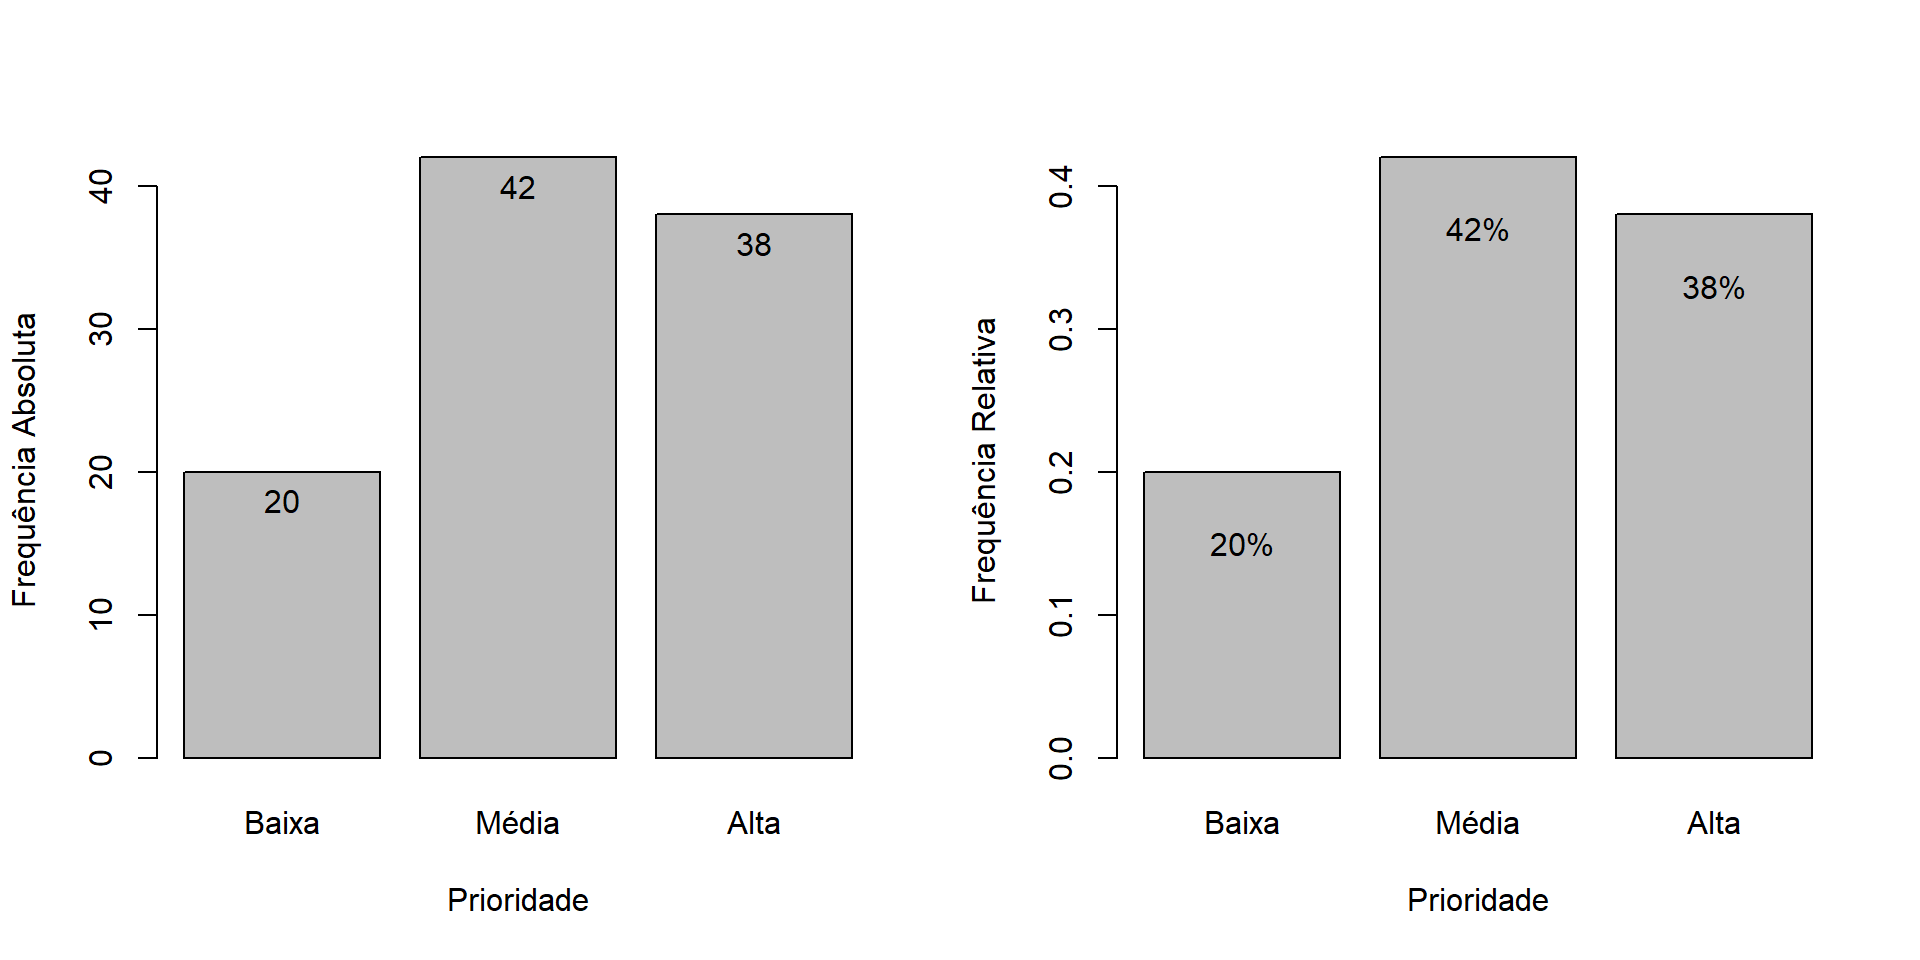 Frequência Absoluta
40
30
20
10
0
42
38
20
Baixa Média Alta
Prioridade
Frequência Relativa
0.4
0.3
0.2
0.1
0.0
42%
38%
20%
Baixa Média Alta
Prioridade